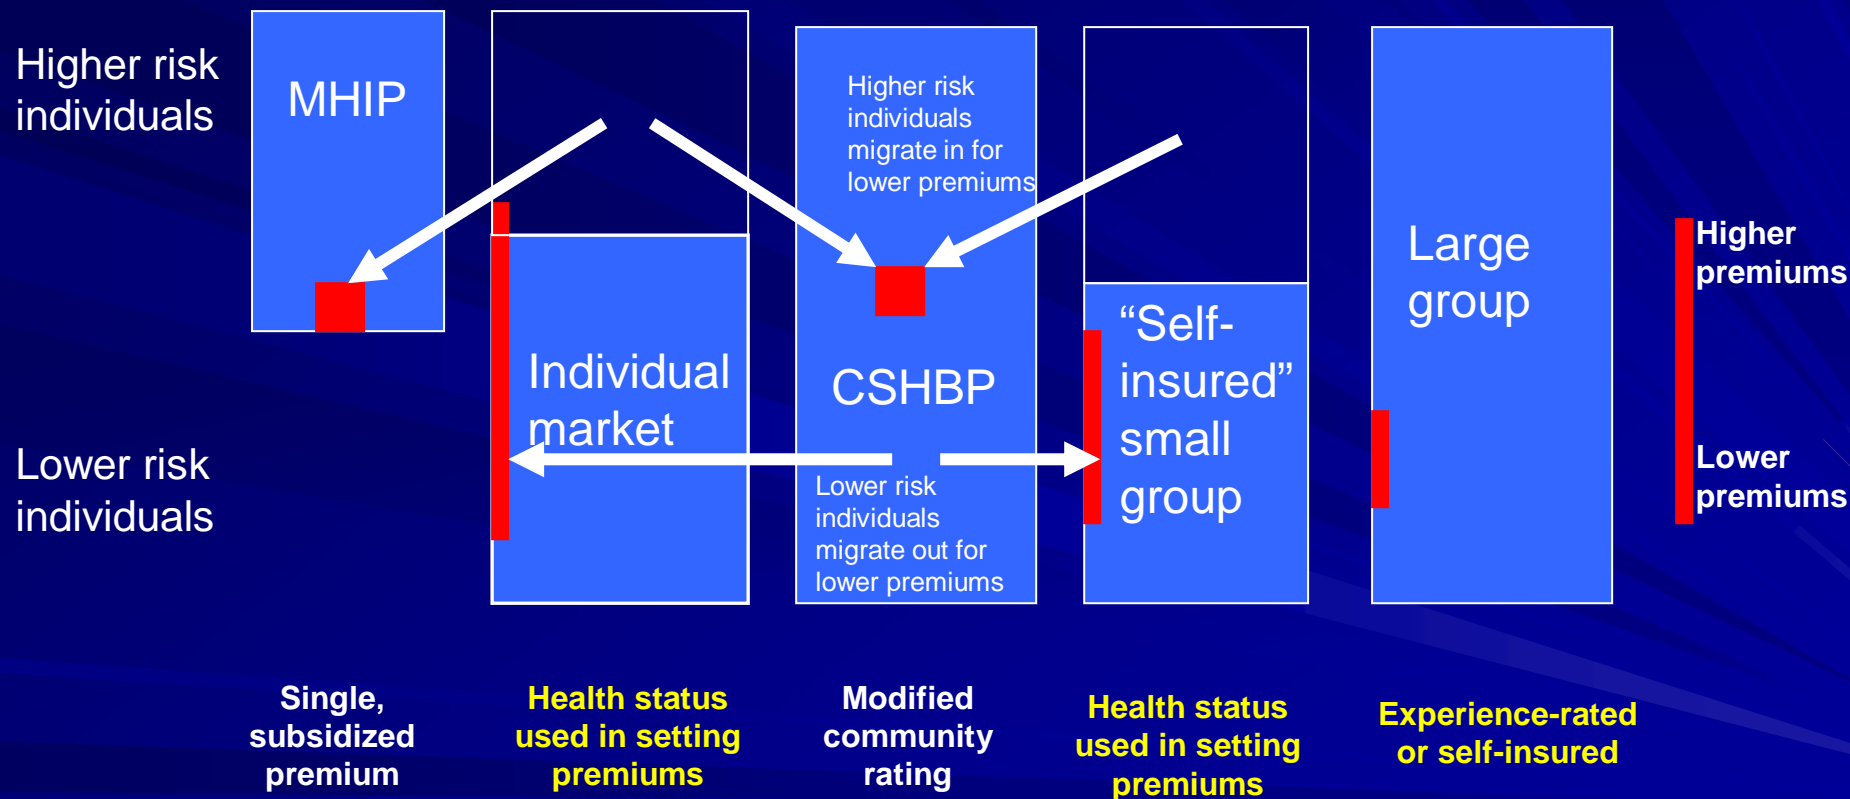 Higher risk
individuals
MHIP
Higher risk
individuals
migrate in for
lower premiums
Large
group
Higher
premiums
Individual
market
CSHBP
“Self-
insured”
small
group
Lower risk
individuals
Lower risk
individuals
migrate out for
lower premiums
Lower
premiums
Single,
subsidized
premium
Health status
used in setting
premiums
Modified
community
rating
Health status
used in setting
premiums
Experience-rated
or self-insured